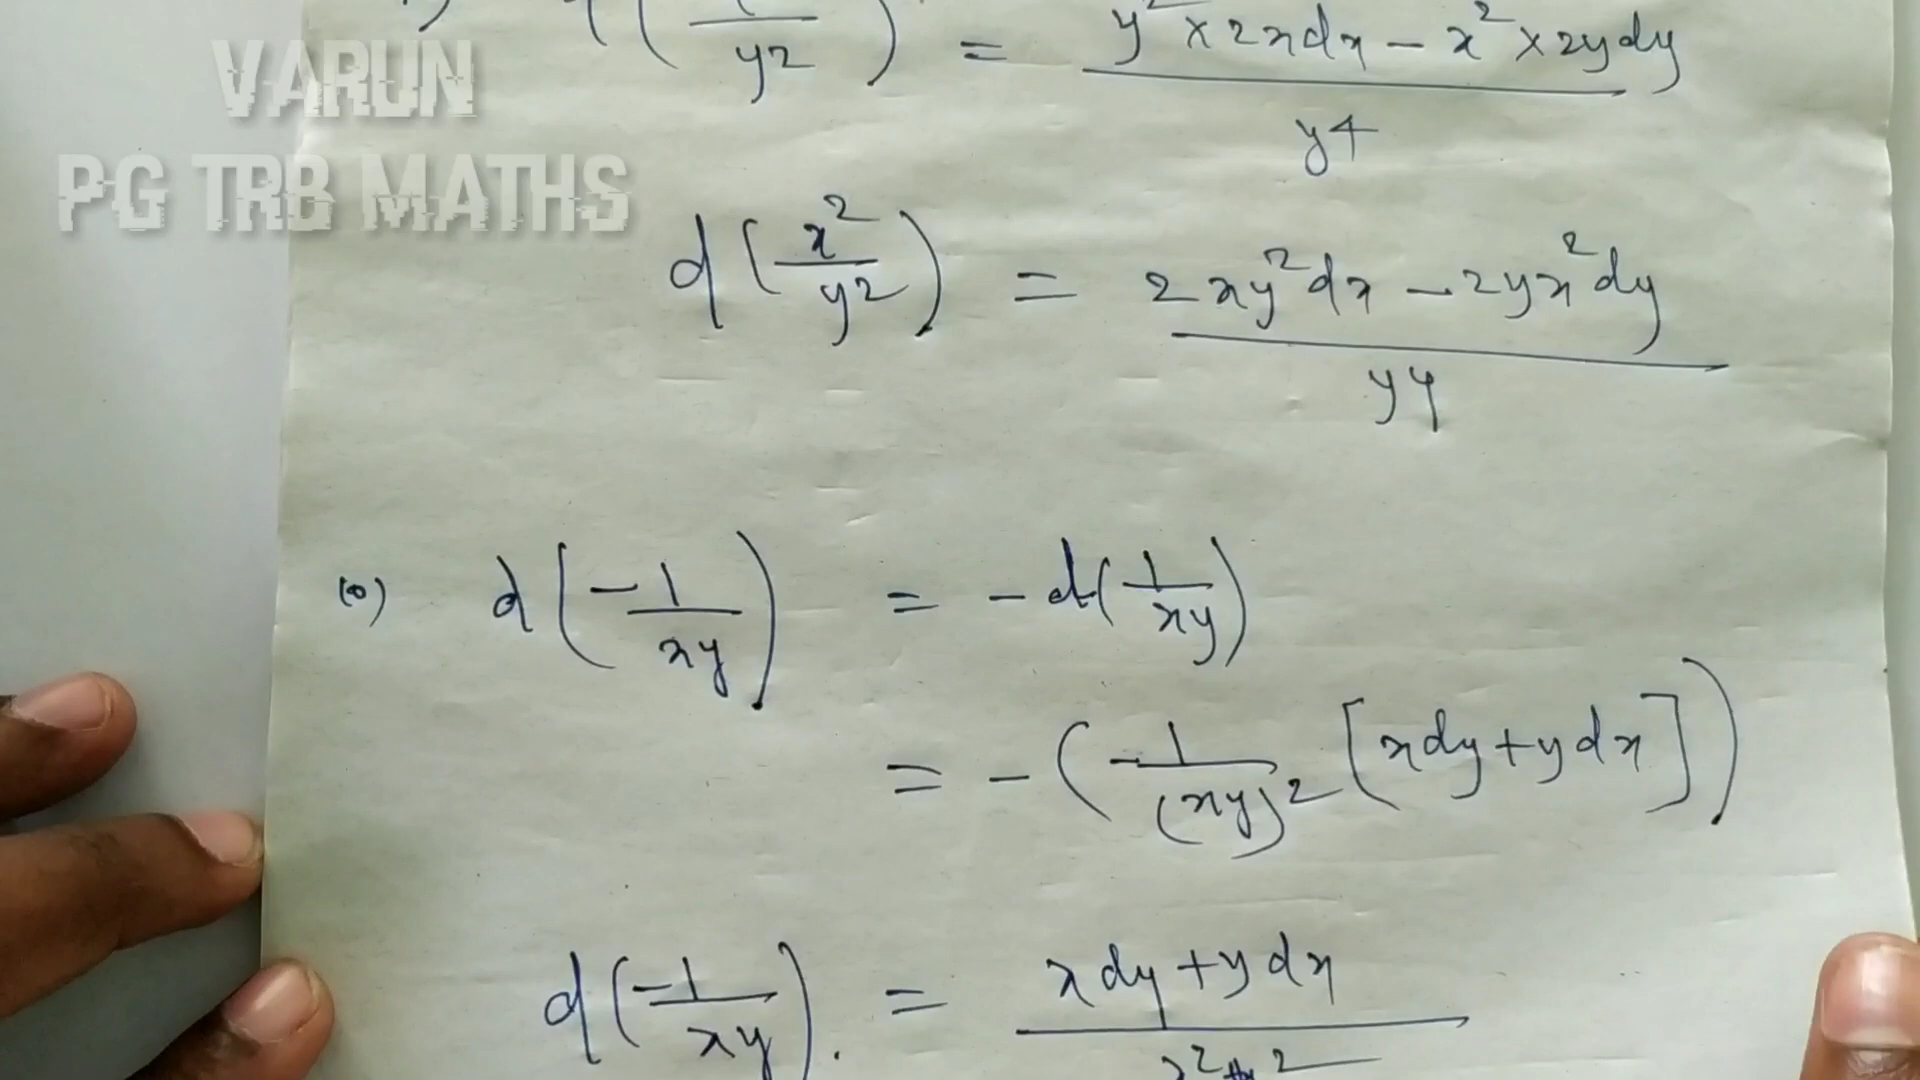 VARUN
PG TRB MATHS
y2 ) = y² × 2x dx − x² × 2y dy
y4
d ( x² / y2 ) = 2xy² dx − 2yx² dy
y4
(0) d ( −1 / xy ) = − d ( 1 / xy )
= − ( −1 / (xy)2 [ x dy + y dx ] )
d ( −1 / xy ) . = x dy + y dx